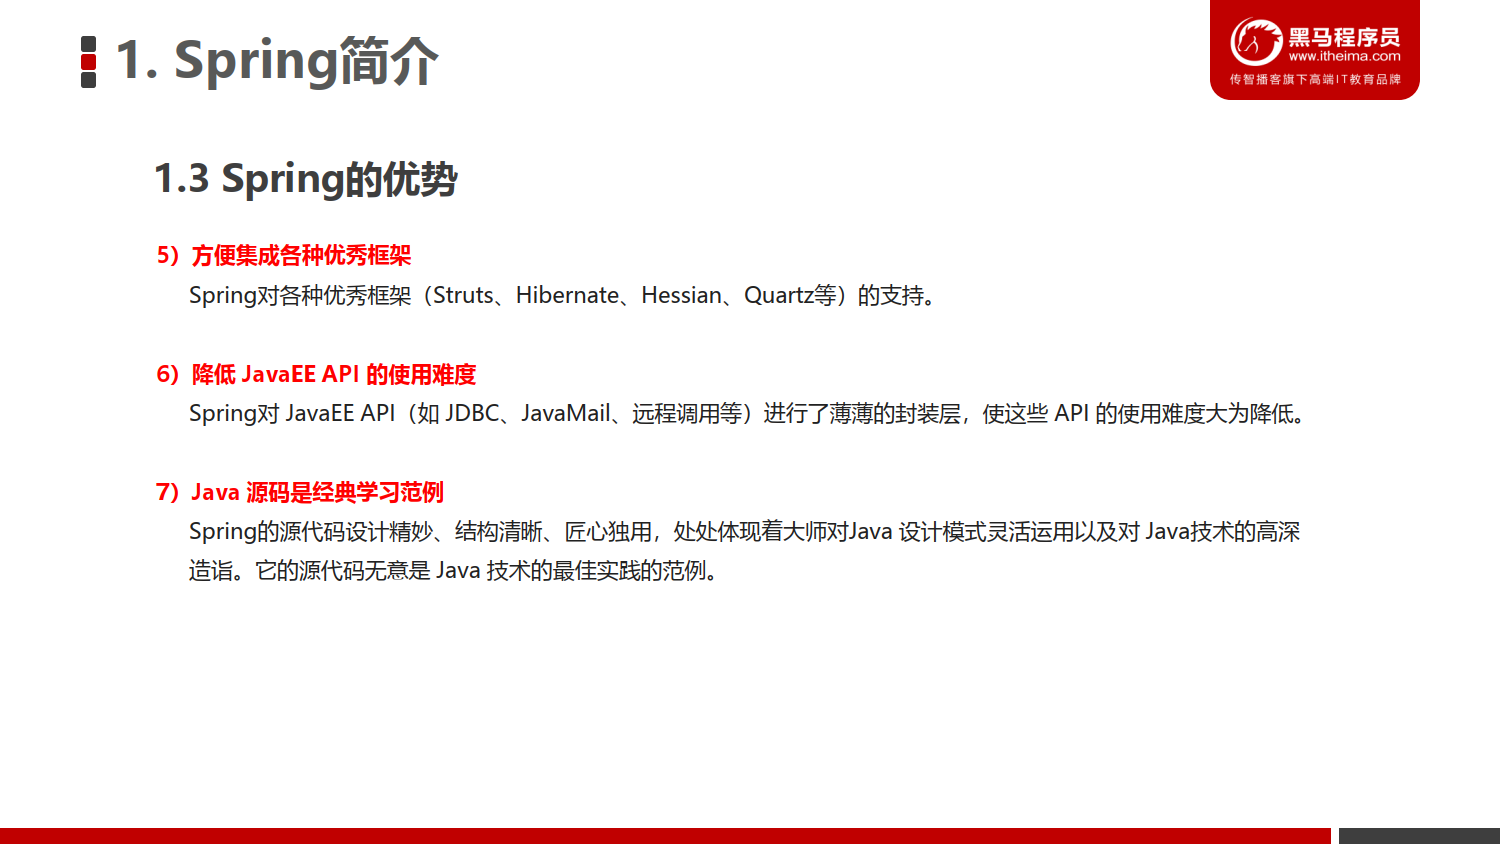 1. Spring简介
黑马程序员
www.itheima.com
传智播客旗下高端IT教育品牌
1.3 Spring的优势
5）方便集成各种优秀框架
Spring对各种优秀框架（Struts、Hibernate、Hessian、Quartz等）的支持。
6）降低 JavaEE API 的使用难度
Spring对 JavaEE API（如 JDBC、JavaMail、远程调用等）进行了薄薄的封装层，使这些 API 的使用难度大为降低。
7）Java 源码是经典学习范例
Spring的源代码设计精妙、结构清晰、匠心独用，处处体现着大师对Java 设计模式灵活运用以及对 Java技术的高深
造诣。它的源代码无意是 Java 技术的最佳实践的范例。